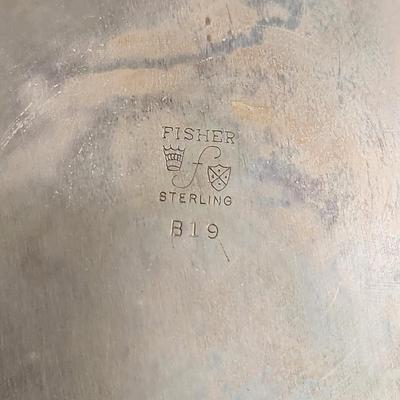 FISHER
f
STERLING
B19